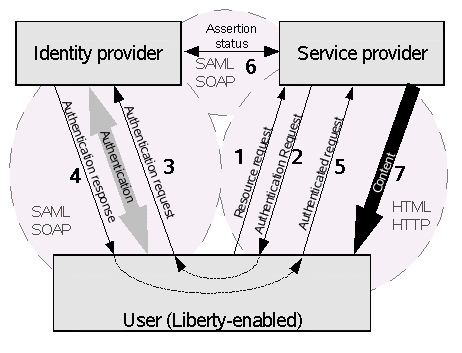 Assertion
status
Identity provider
Service provider
SAML
SOAP
6
Authentication response
Authentication
Authentication request
Resource request
Authentication Request
Authenticated request
Content
4
3
1
2
5
7
SAML
SOAP
HTML
HTTP
User (Liberty-enabled)